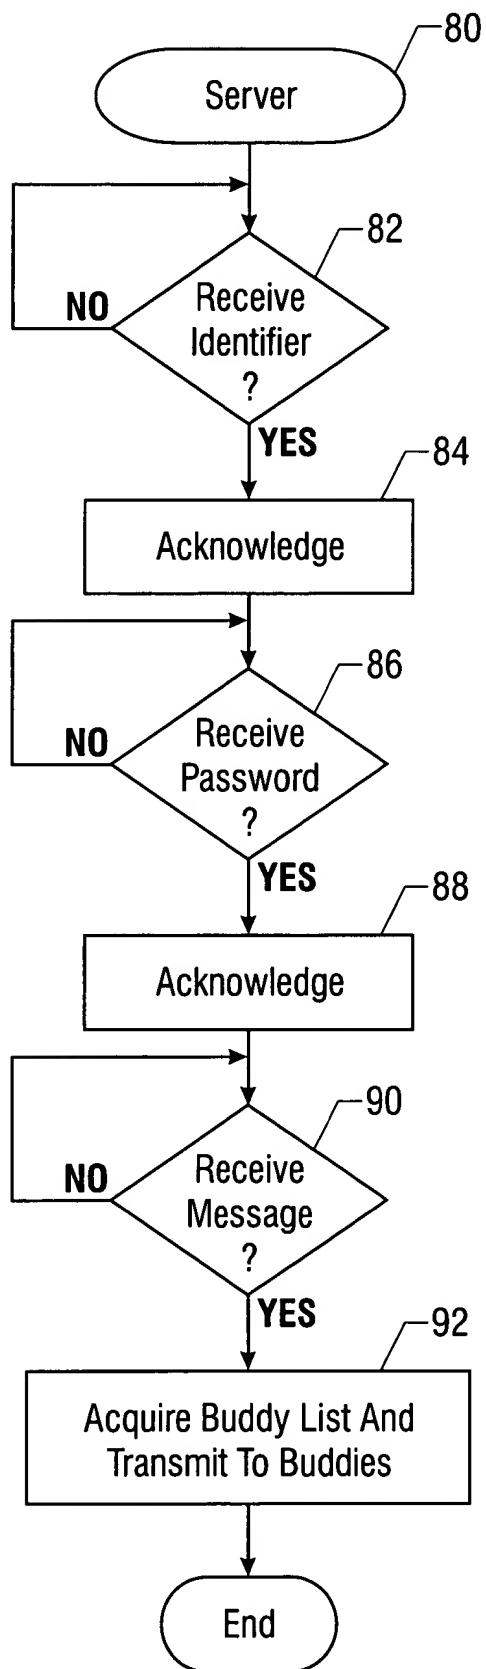 80
Server
82
Receive
Identifier
?
NO
YES
84
Acknowledge
86
Receive
Password
?
NO
YES
88
Acknowledge
90
Receive
Message
?
NO
YES
92
Acquire Buddy List And
Transmit To Buddies
End